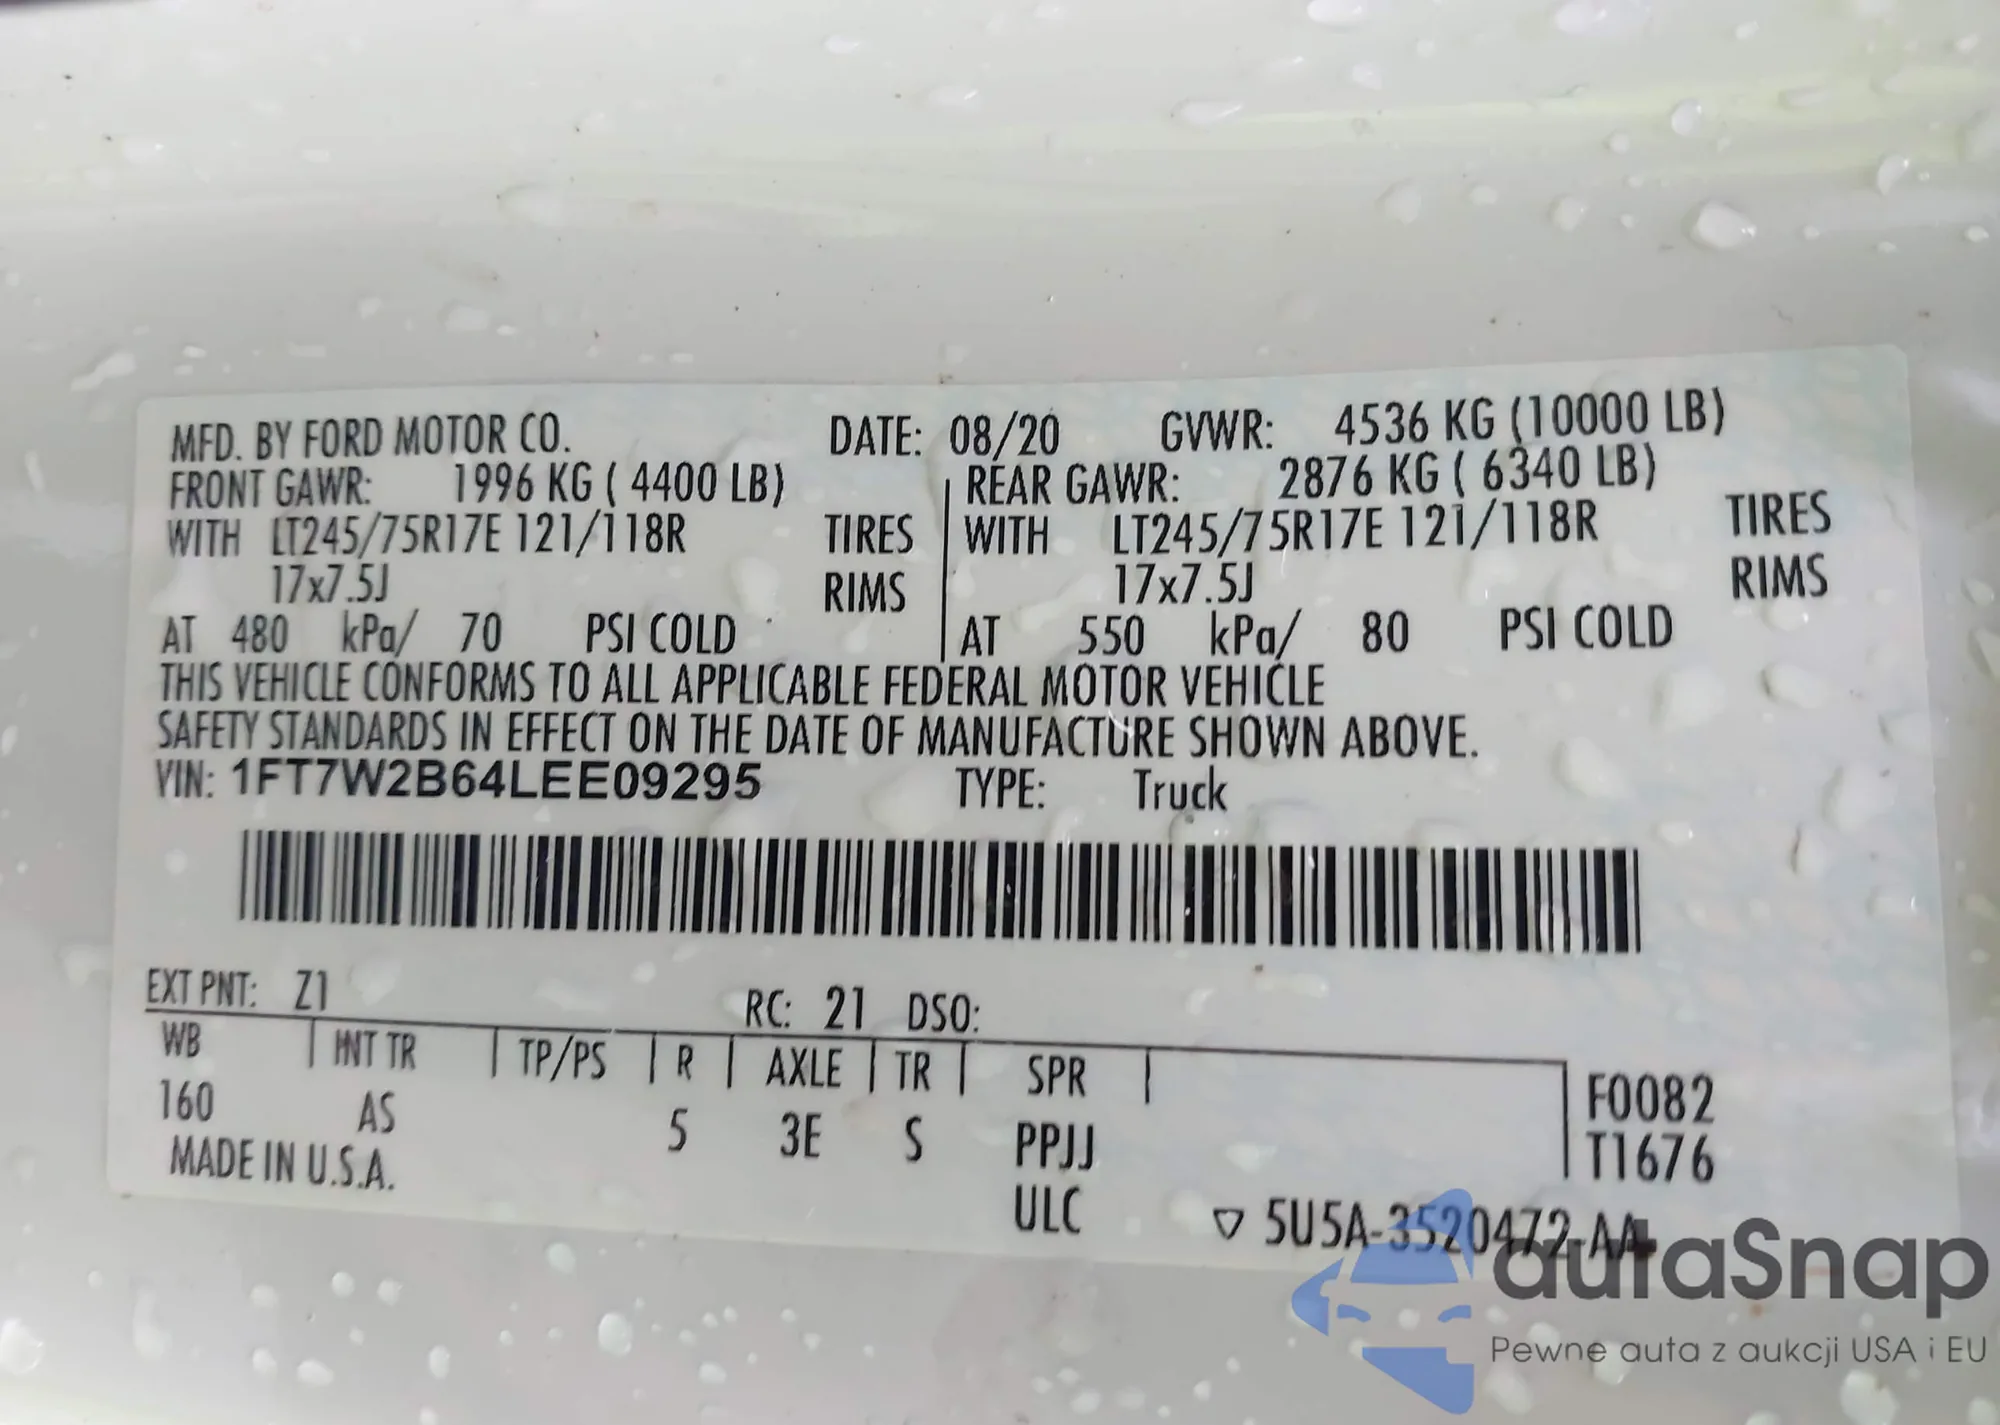 MFD. BY FORD MOTOR CO. DATE: 08/20 GVWR: 4536 KG (10000 LB)
FRONT GAWR: 1996 KG ( 4400 LB) REAR GAWR: 2876 KG ( 6340 LB)
WITH LT245/75R17E 121/118R TIRES WITH LT245/75R17E 121/118R TIRES
17x7.5J RIMS 17x7.5J RIMS
AT 480 kPa/ 70 PSI COLD AT 550 kPa/ 80 PSI COLD
THIS VEHICLE CONFORMS TO ALL APPLICABLE FEDERAL MOTOR VEHICLE
SAFETY STANDARDS IN EFFECT ON THE DATE OF MANUFACTURE SHOWN ABOVE.
VIN: 1FT7W2B64LEE09295 TYPE: Truck
EXT PNT: Z1 RC: 21 DSO:
WB INT TR TP/PS R AXLE TR SPR
160 AS 5 3E S PPJJ
F0082
T1676
MADE IN U.S.A. ULC
▽ 5U5A-3520472-AA
autaSnap
Pewne auta z aukcji USA i EU